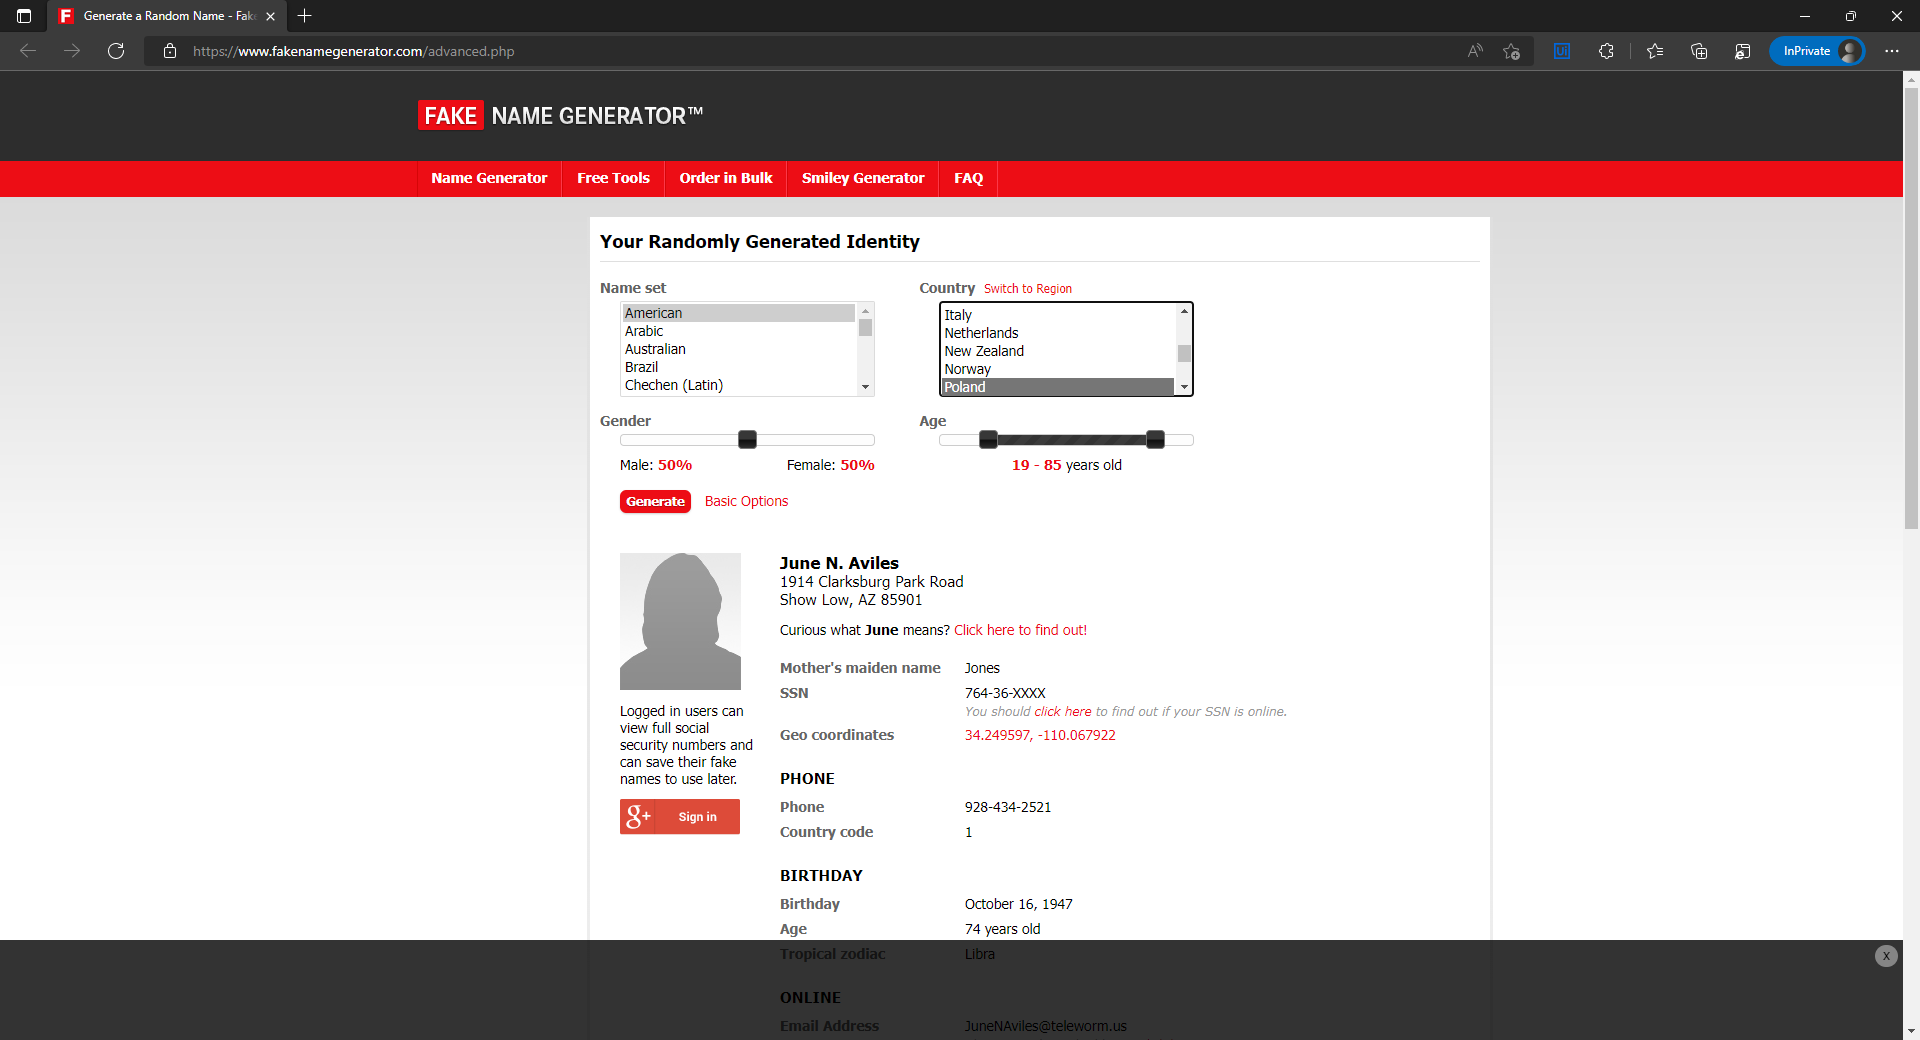 Generate a Random Name - Fak
https://www.fakenamegenerator.com/advanced.php
InPrivate
FAKE NAME GENERATOR™
Name Generator
Free Tools
Order in Bulk
Smiley Generator
FAQ
Your Randomly Generated Identity
Name set
American
Arabic
Australian
Brazil
Chechen (Latin)
Country Switch to Region
Italy
Netherlands
New Zealand
Norway
Poland
Gender
Male: 50% Female: 50%
Age
19 - 85 years old
Generate Basic Options
June N. Aviles
1914 Clarksburg Park Road
Show Low, AZ 85901
Curious what June means? Click here to find out!
Mother's maiden name Jones
SSN 764-36-XXXX
You should click here to find out if your SSN is online.
Geo coordinates 34.249597, -110.067922
Logged in users can
view full social
security numbers and
can save their fake
names to use later.
g+ Sign in
PHONE
Phone 928-434-2521
Country code 1
BIRTHDAY
Birthday October 16, 1947
Age 74 years old
Tropical zodiac Libra
X
ONLINE
Email Address JuneNAviles@teleworm.us